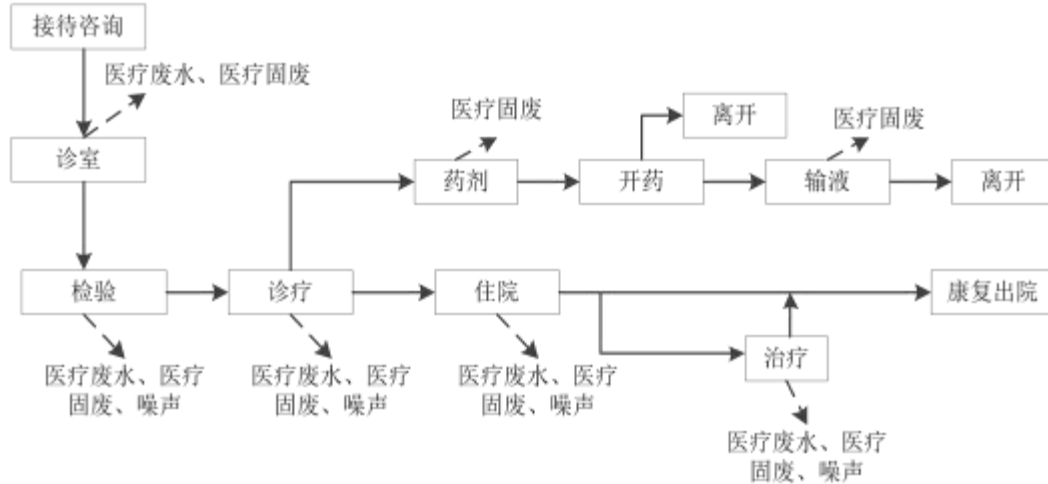 接待咨询
医疗废水、医疗固废
诊室
医疗固废
离开
医疗固废
药剂
开药
输液
离开
检验
诊疗
住院
康复出院
治疗
医疗废水、医疗
固废、噪声
医疗废水、医疗
固废、噪声
医疗废水、医疗
固废、噪声
医疗废水、医疗
固废、噪声